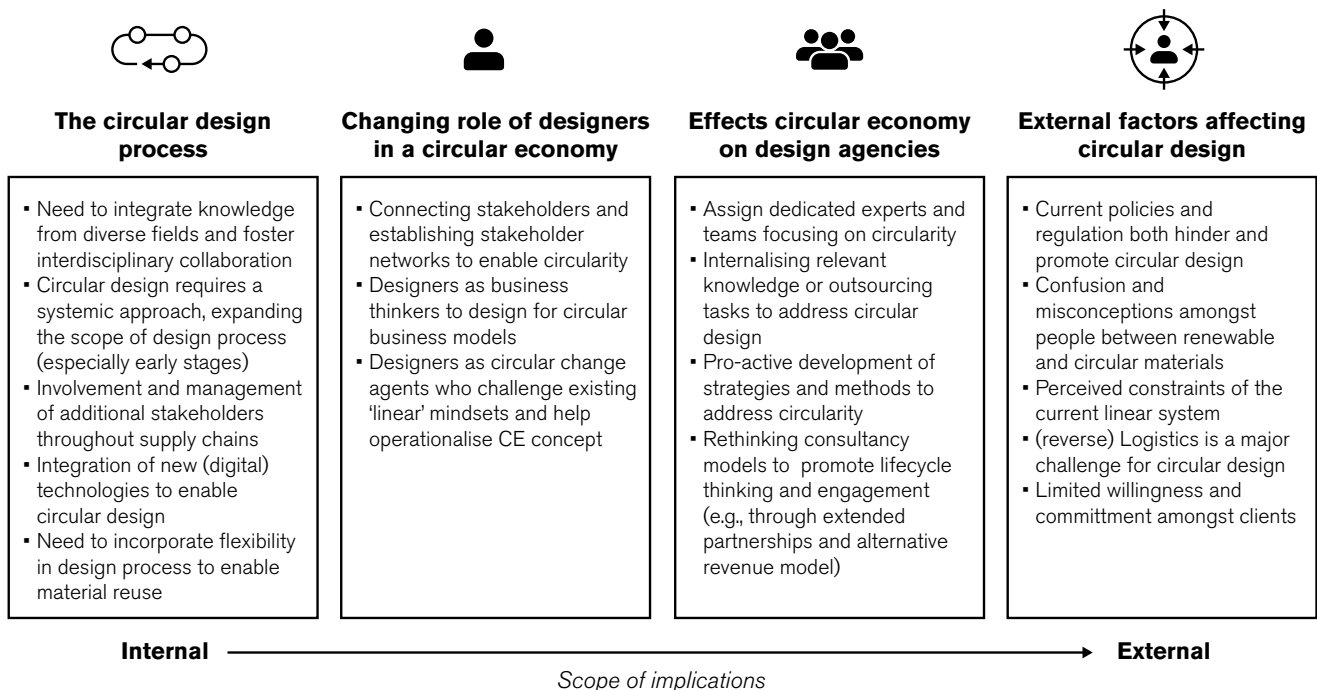 The circular design
process
▪ Need to integrate knowledge
from diverse fields and foster
interdisciplinary collaboration
▪ Circular design requires a
systemic approach, expanding
the scope of design process
(especially early stages)
▪ Involvement and management
of additional stakeholders
throughout supply chains
▪ Integration of new (digital)
technologies to enable
circular design
▪ Need to incorporate flexibility
in design process to enable
material reuse
Changing role of designers
in a circular economy
▪ Connecting stakeholders and
establishing stakeholder
networks to enable circularity
▪ Designers as business
thinkers to design for circular
business models
▪ Designers as circular change
agents who challenge existing
‘linear’ mindsets and help
operationalise CE concept
Effects circular economy
on design agencies
▪ Assign dedicated experts and
teams focusing on circularity
▪ Internalising relevant
knowledge or outsourcing
tasks to address circular
design
▪ Pro-active development of
strategies and methods to
address circularity
▪ Rethinking consultancy
models to promote lifecycle
thinking and engagement
(e.g., through extended
partnerships and alternative
revenue model)
External factors affecting
circular design
▪ Current policies and
regulation both hinder and
promote circular design
▪ Confusion and
misconceptions amongst
people between renewable
and circular materials
▪ Perceived constraints of the
current linear system
▪ (reverse) Logistics is a major
challenge for circular design
▪ Limited willingness and
committment amongst clients
Internal
External
Scope of implications